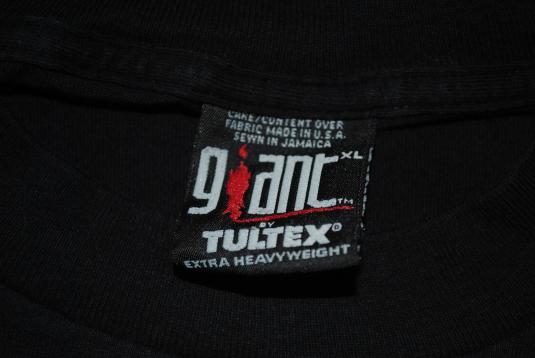 CARE/CONTENT OVER
FABRIC MADE IN U.S.A.
SEWN IN JAMAICA
giant XL
TM
BY
TULTEX®
EXTRA HEAVYWEIGHT